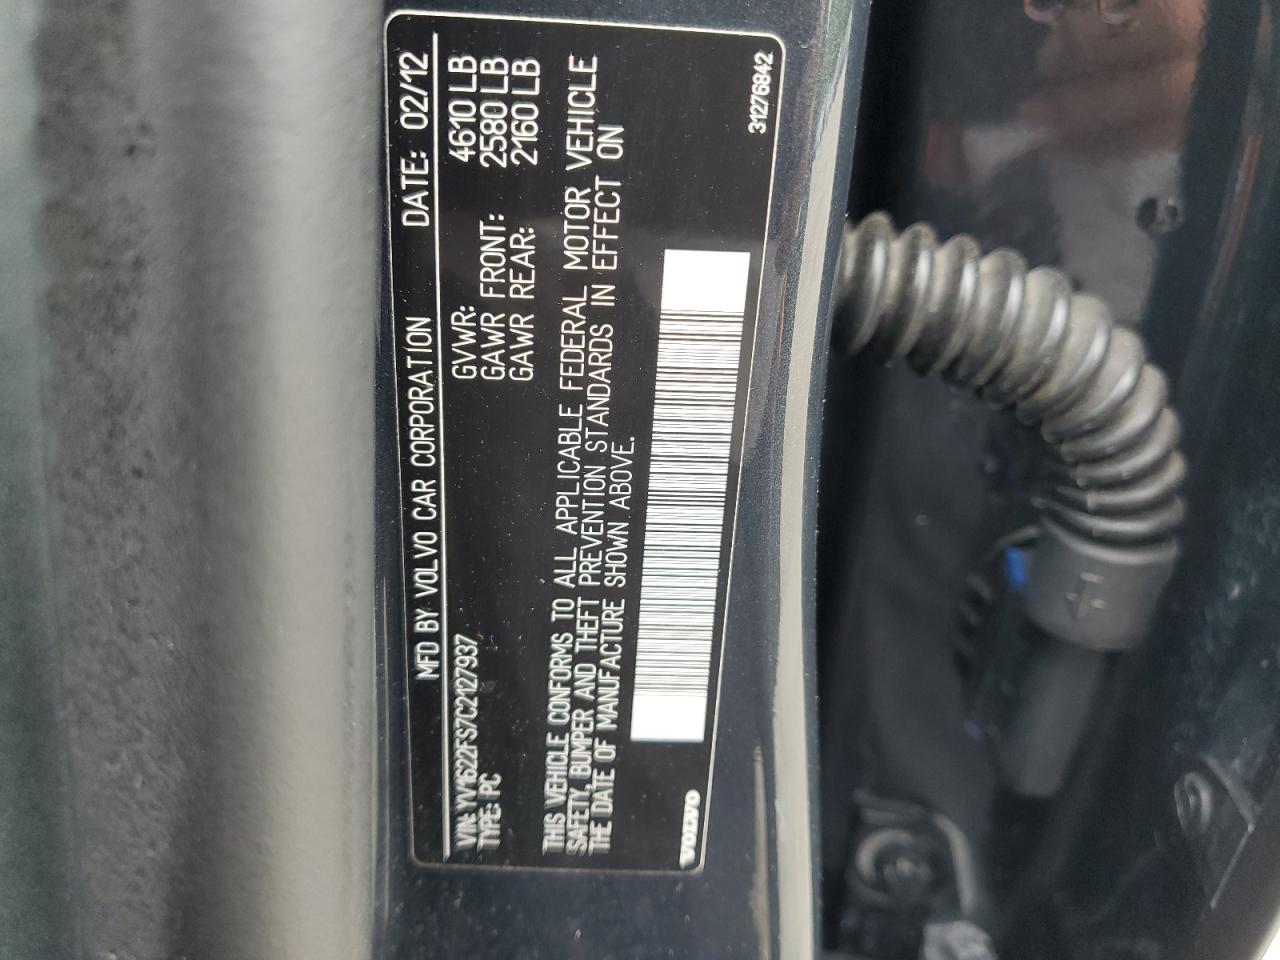 MFD BY VOLVO CAR CORPORATION DATE: 02/12
VIN: YV1622FS7C2127937 GVWR: 4610 LB
TYPE: PC GAWR FRONT: 2580 LB
GAWR REAR: 2160 LB
THIS VEHICLE CONFORMS TO ALL APPLICABLE FEDERAL MOTOR VEHICLE
SAFETY, BUMPER AND THEFT PREVENTION STANDARDS IN EFFECT ON
THE DATE OF MANUFACTURE SHOWN ABOVE.
VOLVO 31276842